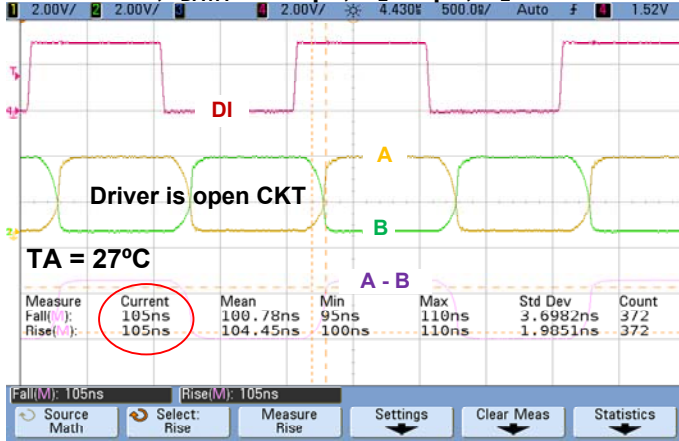 1 2.00V/ 2 2.00V/ 3 4 2.00V/ 4.430µs 500.0ns/ Auto 4 1.52V
DI
A
Driver is open CKT
B
TA = 27ºC
A - B
Measure Current Mean Min Max Std Dev Count
Fall(M): 105ns 100.78ns 95ns 110ns 3.6982ns 372
Rise(M): 105ns 104.45ns 100ns 110ns 1.9851ns 372
Fall(M): 105ns Rise(M): 105ns
Source Select: Measure Settings Clear Meas Statistics
Math Rise Rise